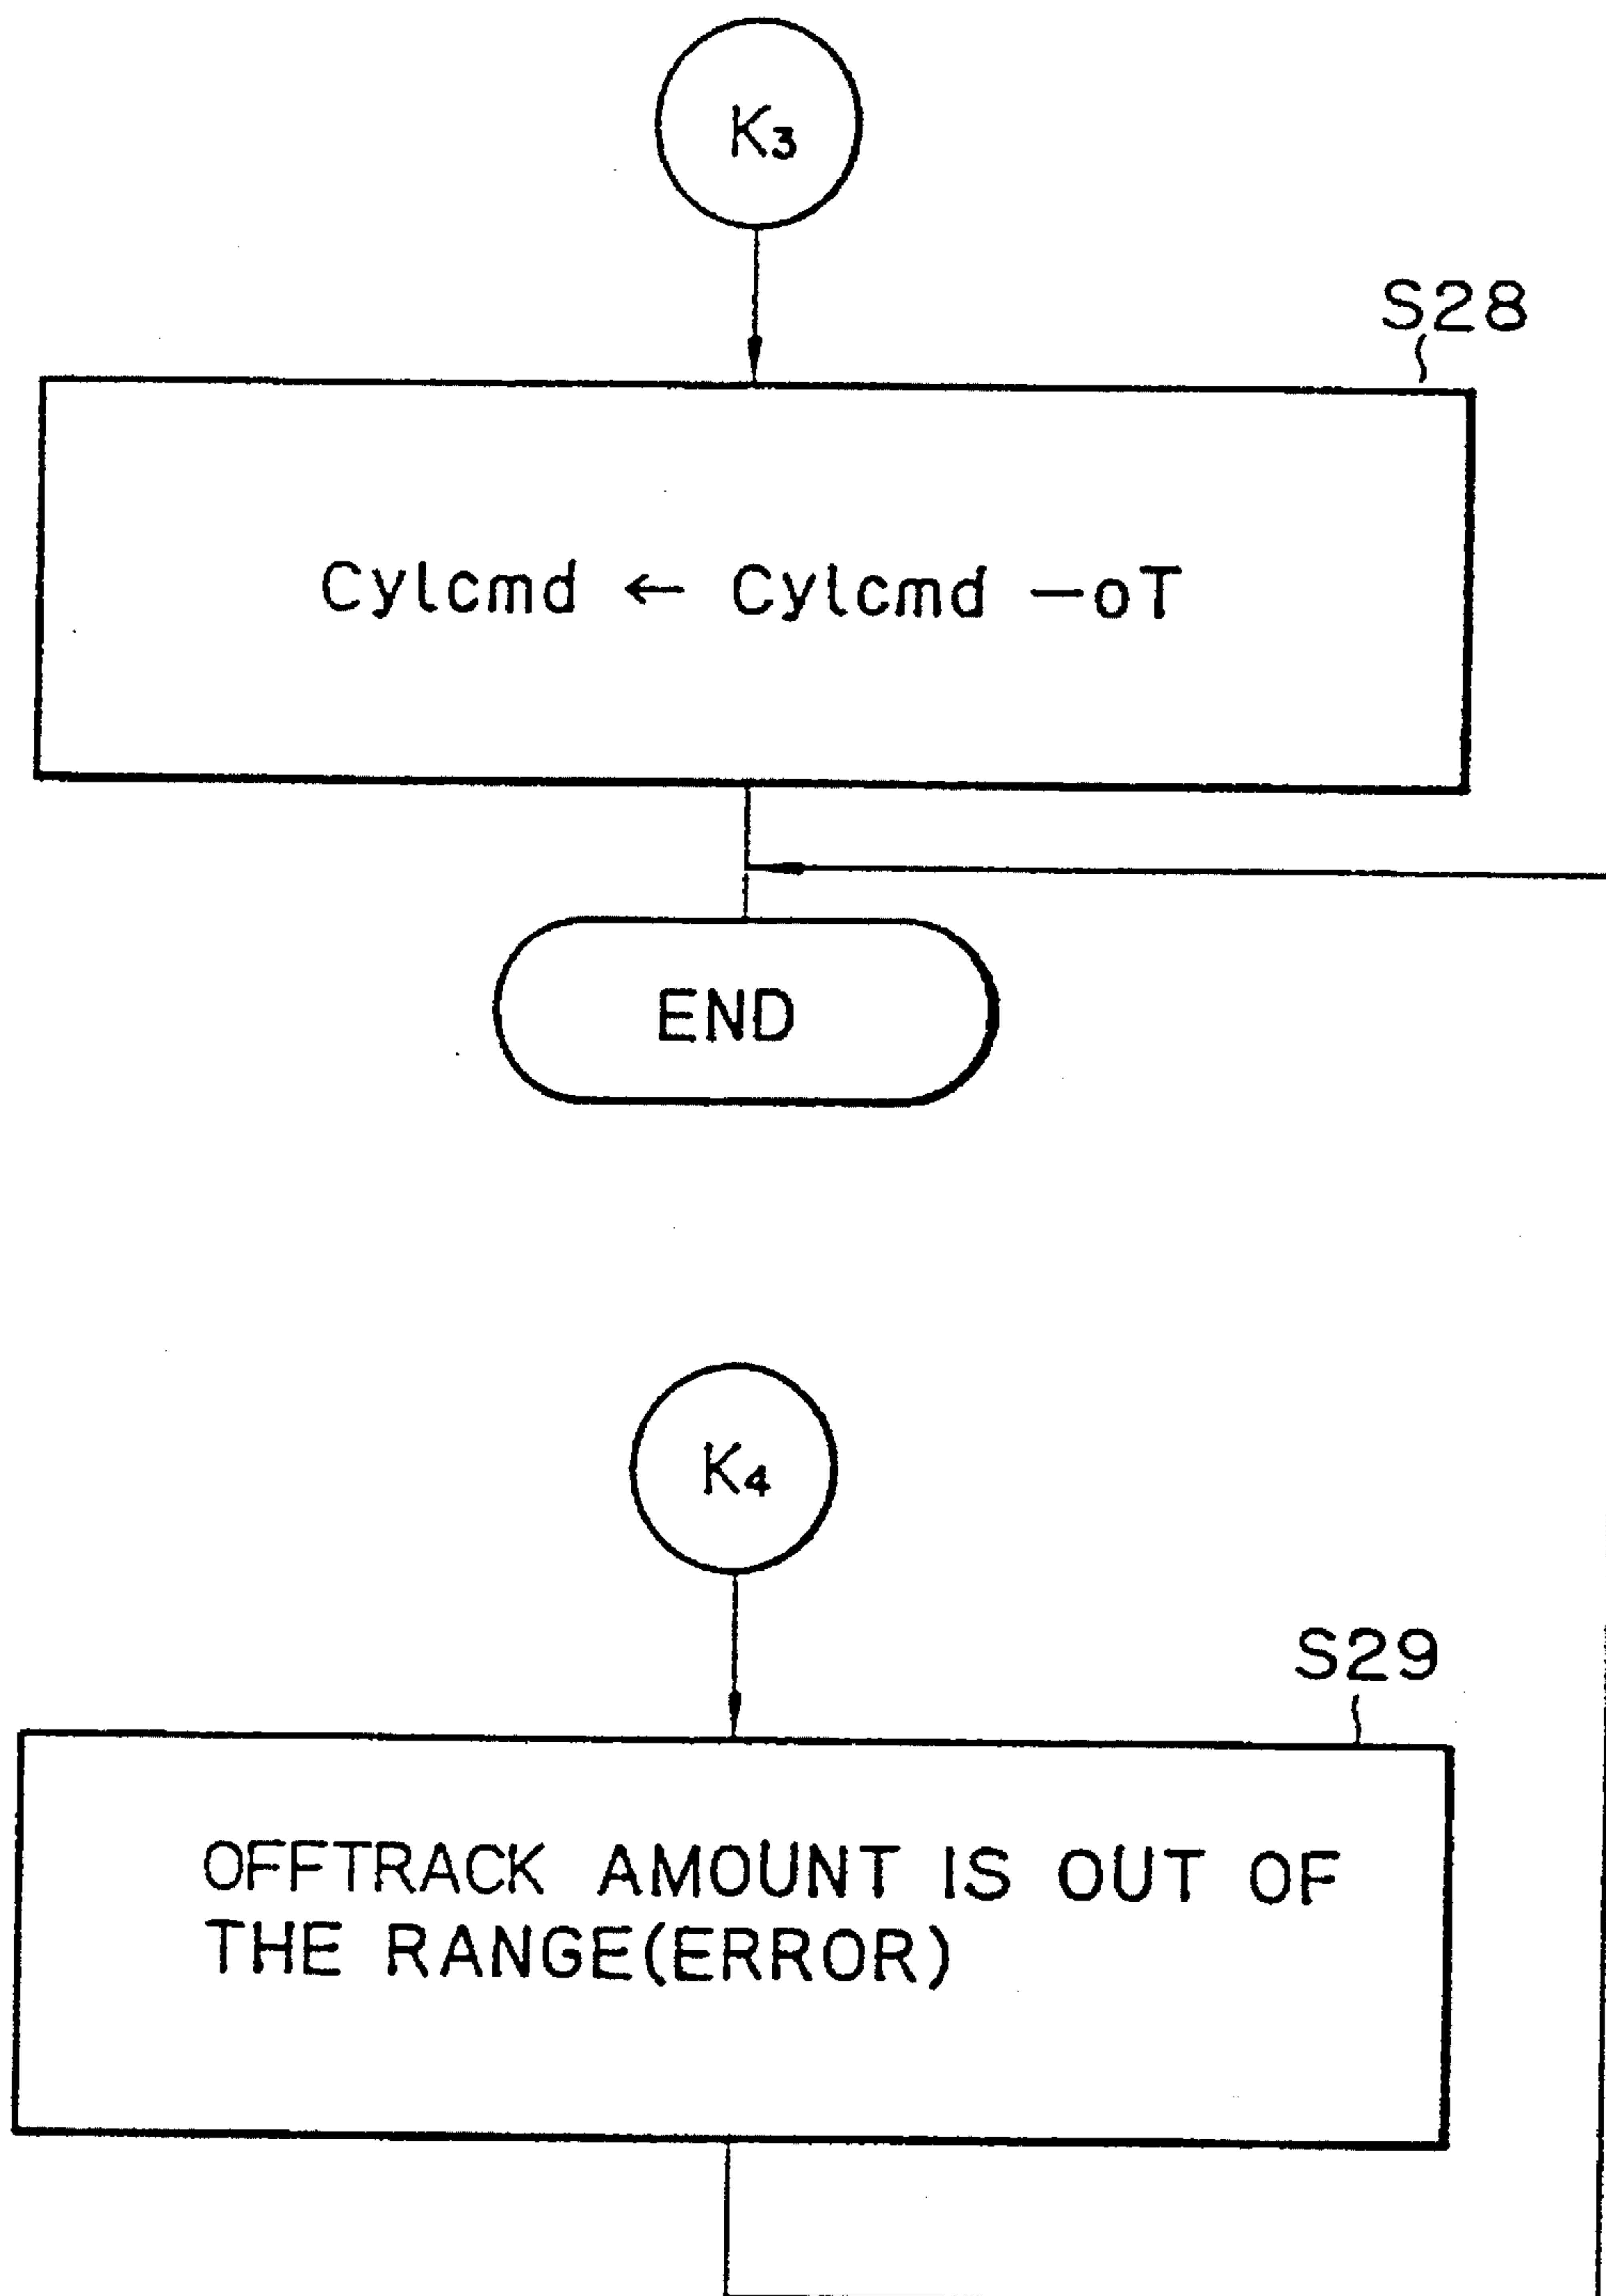 K₃
S28
Cylcmd ← Cylcmd —oT
END
K₄
S29
OFFTRACK AMOUNT IS OUT OF
THE RANGE(ERROR)